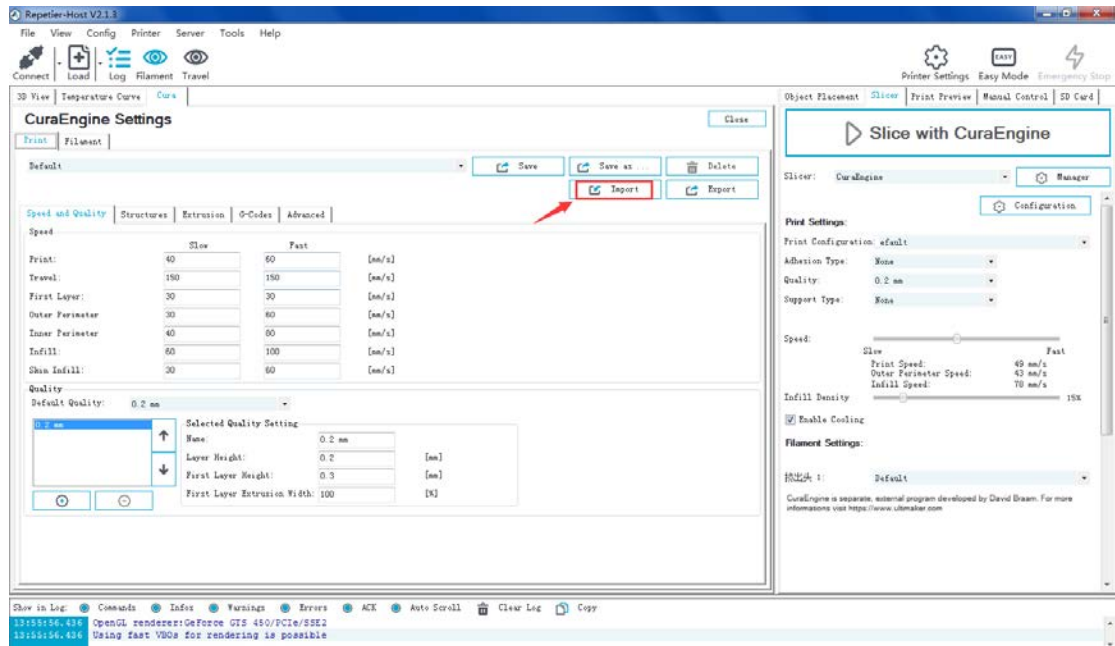 Repetier-Host V2.1.3
File View Config Printer Server Tools Help
Connect Load Log Filament Travel Printer Settings Easy Mode Emergency Stop
EASY
3D View Temperature Curve Cura
Object Placement Slicer Print Preview Manual Control SD Card
CuraEngine Settings
Close
Slice with CuraEngine
Print Filament
Default Save Save as ... Delete
Import Export
Slicer: CuraEngine Manager
Configuration
Speed and Quality Structures Extrusion G-Codes Advanced
Speed
Slow Fast
Print: 40 60 [mm/s]
Travel: 150 150 [mm/s]
First Layer: 30 30 [mm/s]
Outer Perimeter 30 60 [mm/s]
Inner Perimeter 40 80 [mm/s]
Infill: 60 100 [mm/s]
Skin Infill: 30 60 [mm/s]
Quality
Default Quality: 0.2 mm
0.2 mm
Selected Quality Setting
Name: 0.2 mm
Layer Height: 0.2 [mm]
First Layer Height: 0.3 [mm]
First Layer Extrusion Width: 100 [%]
Print Settings:
Print Configuration: efault
Adhesion Type: None
Quality: 0.2 mm
Support Type: None
Speed:
Slow Fast
Print Speed: 49 mm/s
Outer Perimeter Speed: 43 mm/s
Infill Speed: 70 mm/s
Infill Density 15%
Enable Cooling
Filament Settings:
挤出头 1: Default
CuraEngine is separate, external program developed by David Braam. For more
informations visit https://www.ultimaker.com
Show in Log: Commands Infos Warnings Errors ACK Auto Scroll Clear Log Copy
13:55:56.436 OpenGL renderer:GeForce GTS 450/PCIe/SSE2
13:55:56.436 Using fast VBOs for rendering is possible